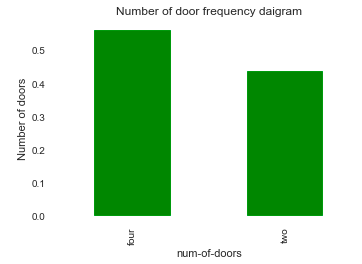 Number of door frequency daigram
Number of doors
0.5
0.4
0.3
0.2
0.1
0.0
four
two
num-of-doors